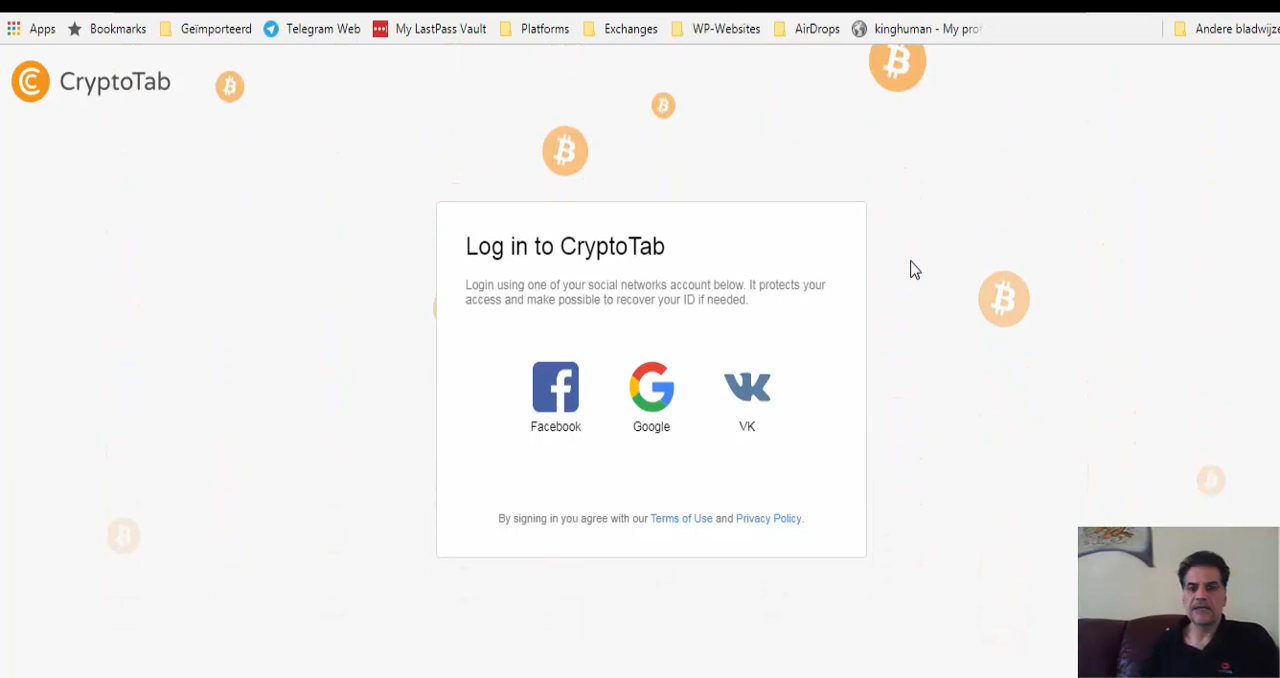 Apps Bookmarks Geïmporteerd Telegram Web My LastPass Vault Platforms Exchanges WP-Websites AirDrops kinghuman - My prof Andere bladwijze
CryptoTab
Log in to CryptoTab
Login using one of your social networks account below. It protects your
access and make possible to recover your ID if needed.
Facebook Google VK
By signing in you agree with our Terms of Use and Privacy Policy.